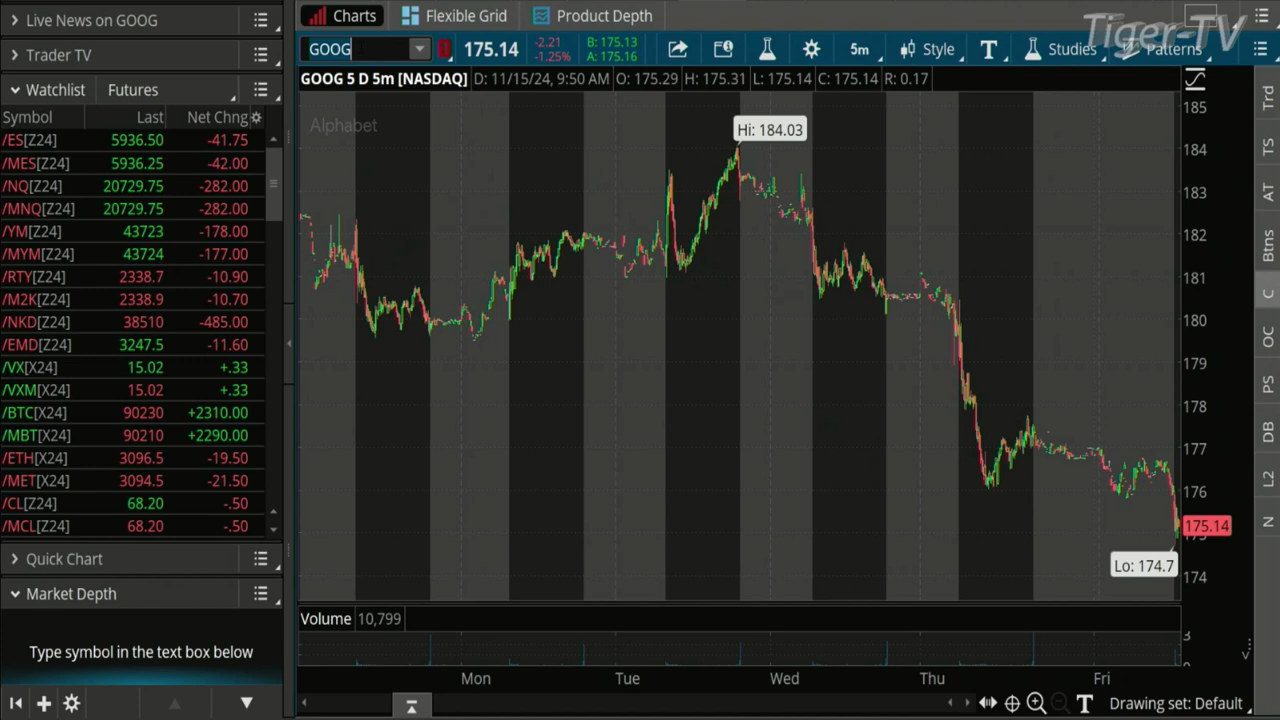 Live News on GOOG
Charts
Flexible Grid
Product Depth
Tiger-TV
Trader TV
GOOG
175.14
-2.21
-1.25%
B: 175.13
A: 175.16
5m
Style
T
Studies
Patterns
Watchlist
Futures
GOOG 5 D 5m [NASDAQ]
D: 11/15/24, 9:50 AM
O: 175.29
H: 175.31
L: 175.14
C: 175.14
R: 0.17
Symbol Last Net Chng
/ES[Z24] 5936.50 -41.75
/MES[Z24] 5936.25 -42.00
/NQ[Z24] 20729.75 -282.00
/MNQ[Z24] 20729.75 -282.00
/YM[Z24] 43723 -178.00
/MYM[Z24] 43724 -177.00
/RTY[Z24] 2338.7 -10.90
/M2K[Z24] 2338.9 -10.70
/NKD[Z24] 38510 -485.00
/EMD[Z24] 3247.5 -11.60
/VX[X24] 15.02 +.33
/VXM[X24] 15.02 +.33
/BTC[X24] 90230 +2310.00
/MBT[X24] 90210 +2290.00
/ETH[X24] 3096.5 -19.50
/MET[X24] 3094.5 -21.50
/CL[Z24] 68.20 -.50
/MCL[Z24] 68.20 -.50
Quick Chart
Market Depth
Type symbol in the text box below
Alphabet
Hi: 184.03
185
184
183
182
181
180
179
178
177
176
175.14
174
Lo: 174.7
Volume 10,799
3
Mon
Tue
Wed
Thu
Fri
T
Drawing set: Default
Trd
TS
AT
Btns
C
OC
PS
DB
L2
N